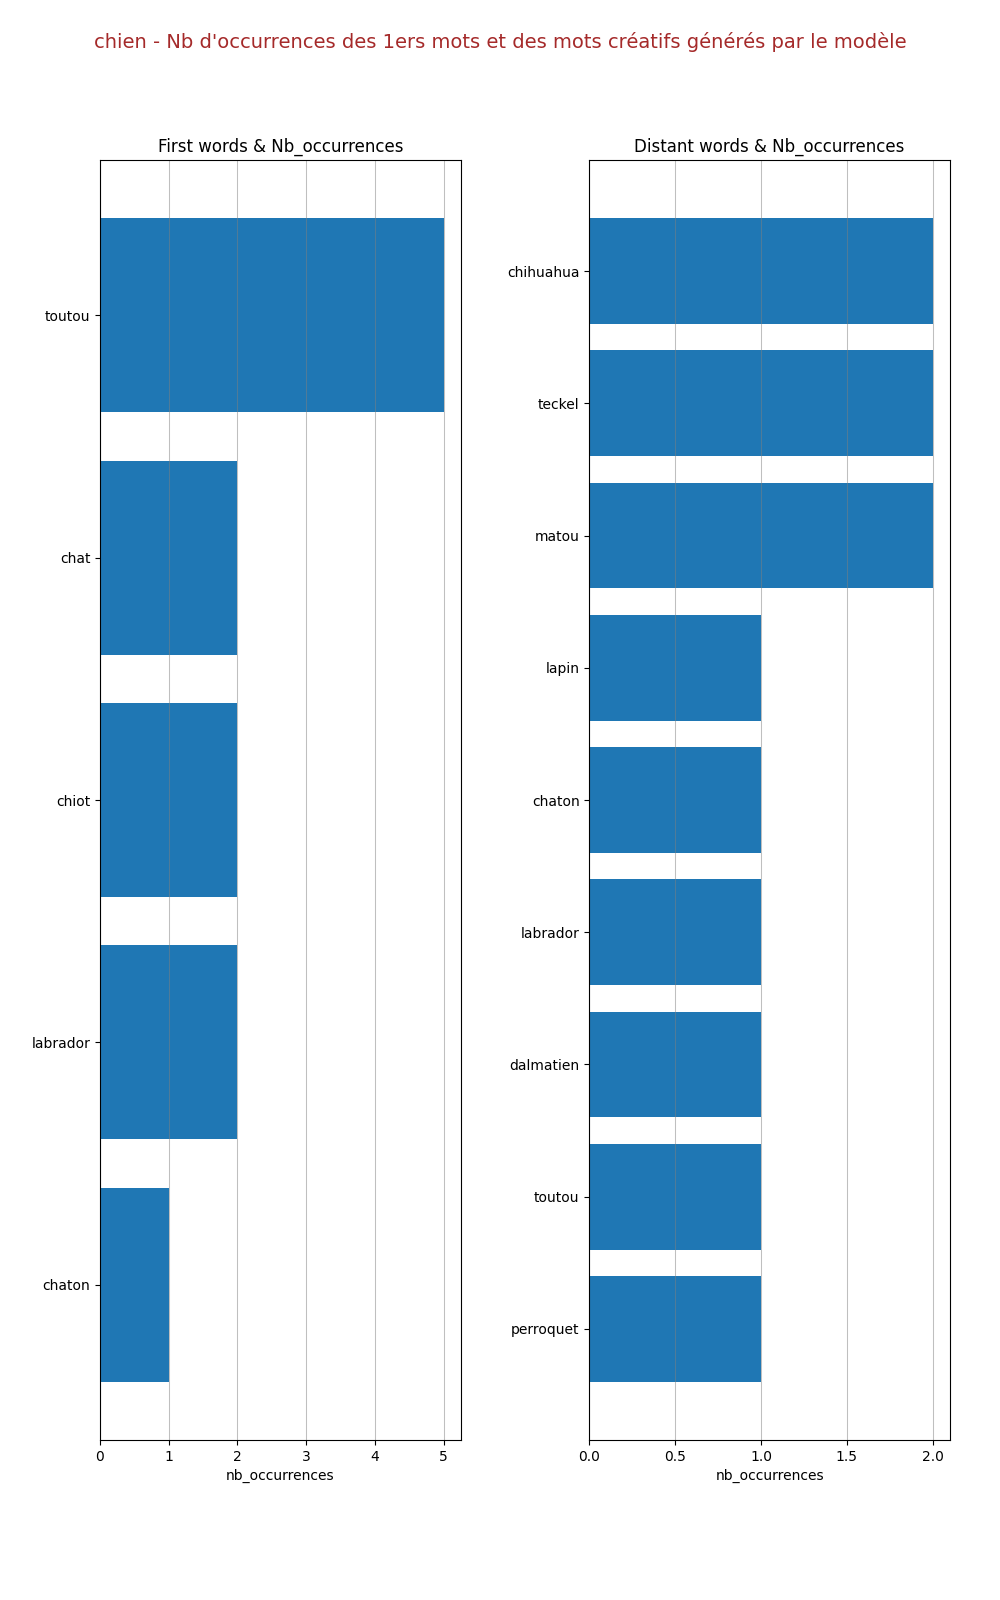 chien - Nb d'occurrences des 1ers mots et des mots créatifs générés par le modèle
First words & Nb_occurrences
toutou
chat
chiot
labrador
chaton
0 1 2 3 4 5
nb_occurrences
Distant words & Nb_occurrences
chihuahua
teckel
matou
lapin
chaton
labrador
dalmatien
toutou
perroquet
0.0 0.5 1.0 1.5 2.0
nb_occurrences